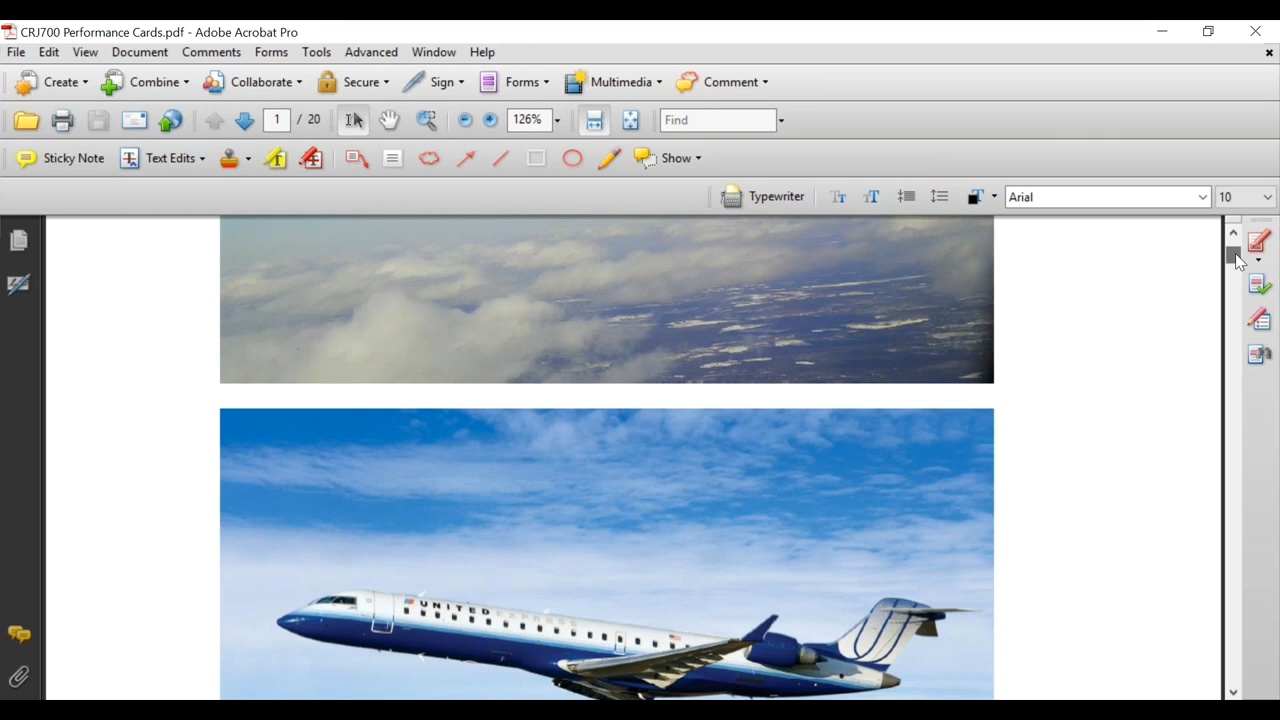 CRJ700 Performance Cards.pdf - Adobe Acrobat Pro
File Edit View Document Comments Forms Tools Advanced Window Help
Create Combine Collaborate Secure Sign Forms Multimedia Comment
1 / 20 126% Find
Sticky Note Text Edits Show
Typewriter Arial 10
UNITED EXPRESS